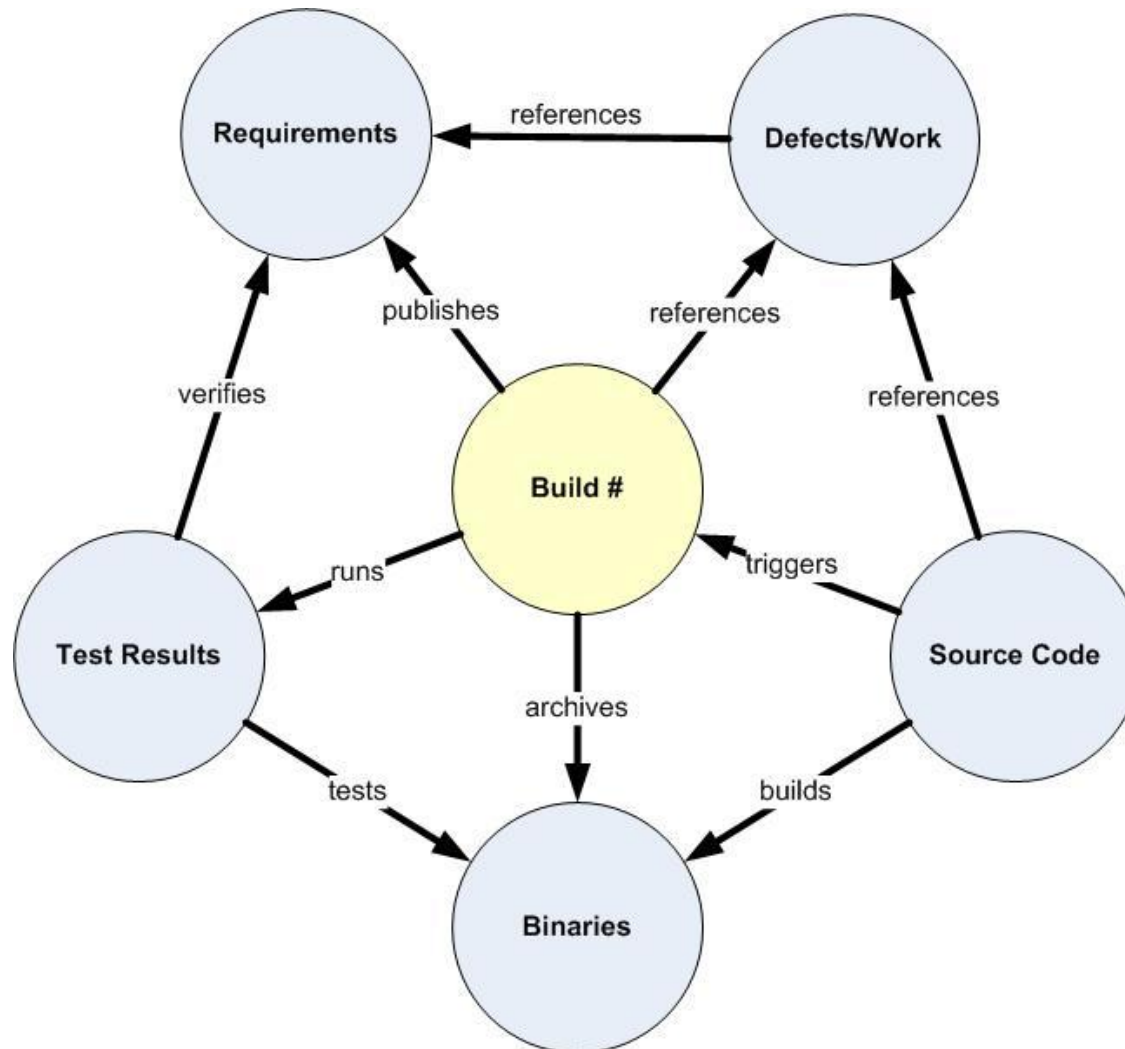 references
Requirements
Defects/Work
publishes
references
verifies
references
Build #
triggers
runs
Test Results
Source Code
archives
tests
builds
Binaries